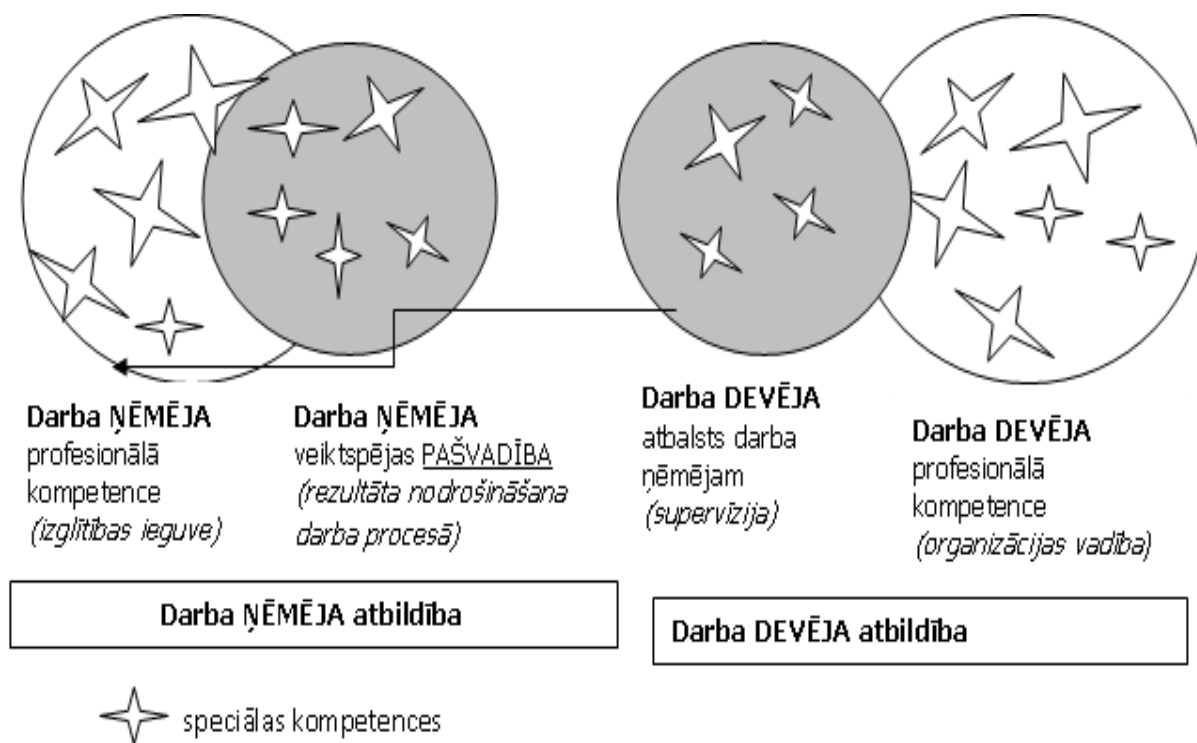 Darba ŅĒMĒJA
profesionālā
kompetence
(izglītības ieguve)
Darba ŅĒMĒJA
veiktspējas PAŠVADĪBA
(rezultāta nodrošināšana
darba procesā)
Darba DEVĒJA
atbalsts darba
ņēmējam
(supervīzija)
Darba DEVĒJA
profesionālā
kompetence
(organizācijas vadība)
Darba ŅĒMĒJA atbildība
Darba DEVĒJA atbildība
speciālas kompetences